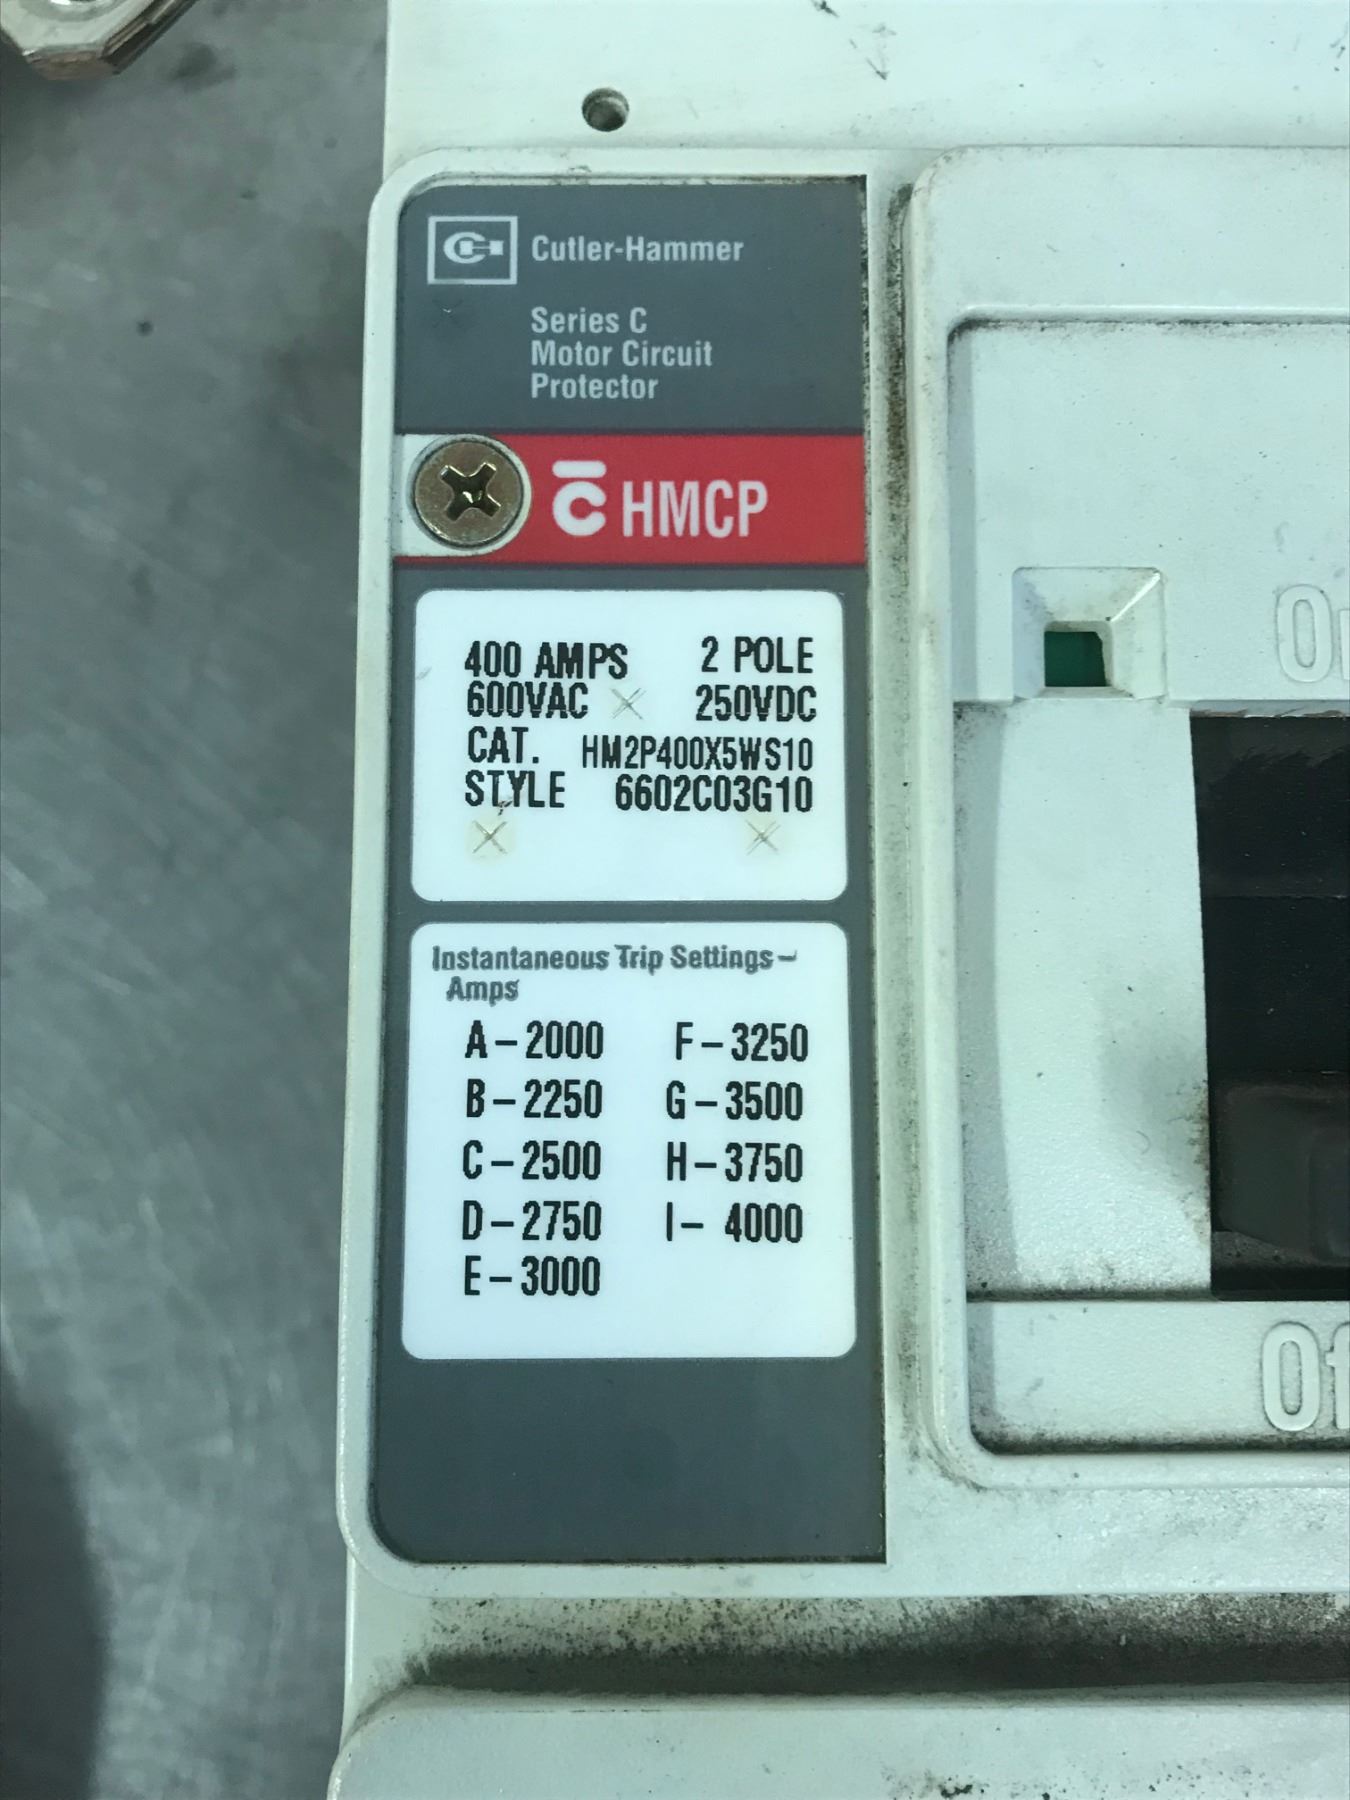 Cutler-Hammer
Series C
Motor Circuit
Protector
C HMCP
400 AMPS 2 POLE
600VAC 250VDC
CAT. HM2P400X5WS10
STYLE 6602C03G10
Instantaneous Trip Settings-
Amps
A-2000 F-3250
B-2250 G-3500
C-2500 H-3750
D-2750 I- 4000
E-3000